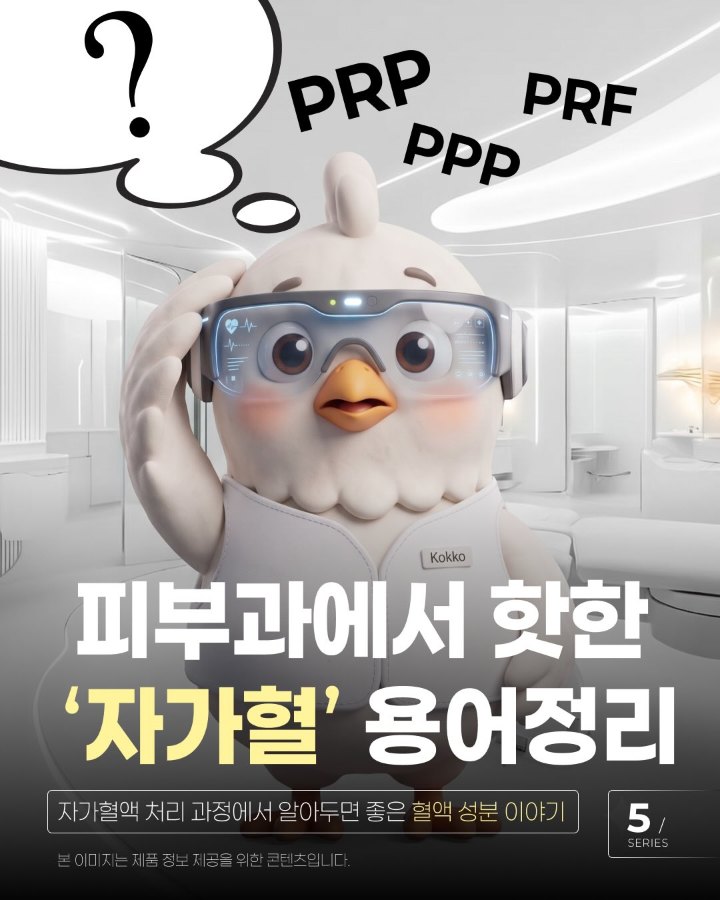 ?
PRP
PRF
PPP
Kokko
피부과에서 핫한
‘자가혈’ 용어정리
자가혈액 처리 과정에서 알아두면 좋은 혈액 성분 이야기
5 /
SERIES
본 이미지는 제품 정보 제공을 위한 콘텐츠입니다.